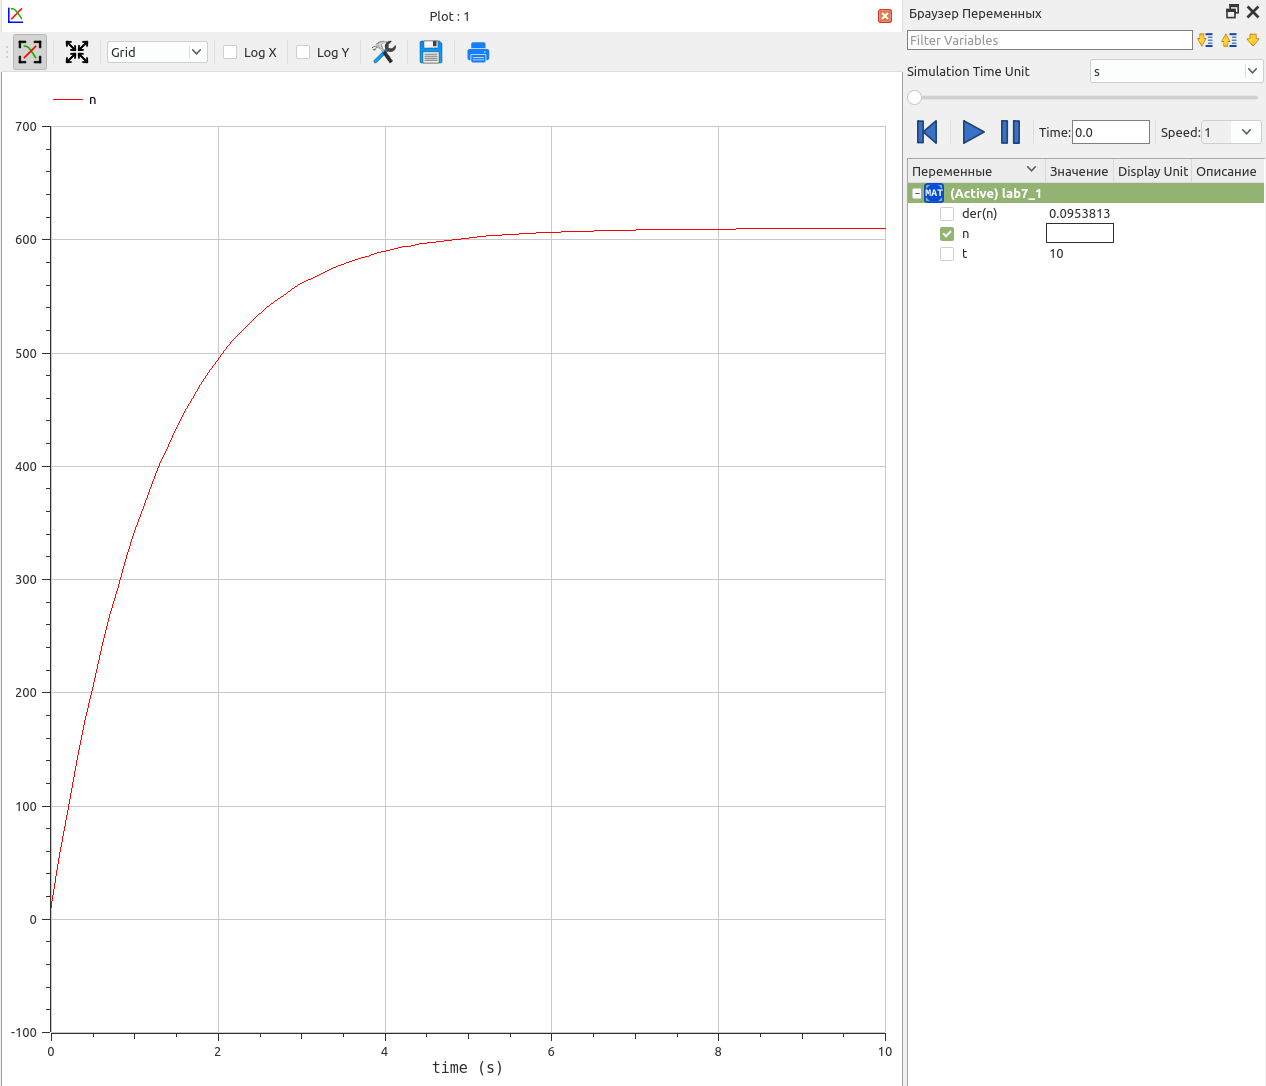 Plot : 1
Grid
Log X
Log Y
n
700
600
500
400
300
200
100
0
-100
0 2 4 6 8 10
time (s)
Браузер Переменных
Filter Variables
Simulation Time Unit s
Time: 0.0 Speed: 1
Переменные Значение Display Unit Описание
MAT (Active) lab7_1
der(n) 0.0953813
n
t 10